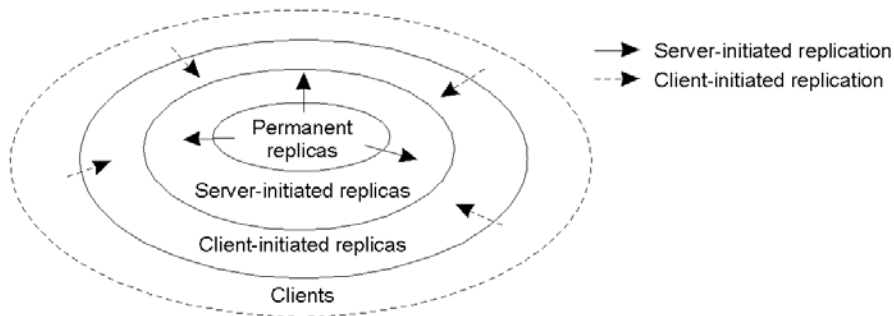 Server-initiated replication
Client-initiated replication
Permanent
replicas
Server-initiated replicas
Client-initiated replicas
Clients